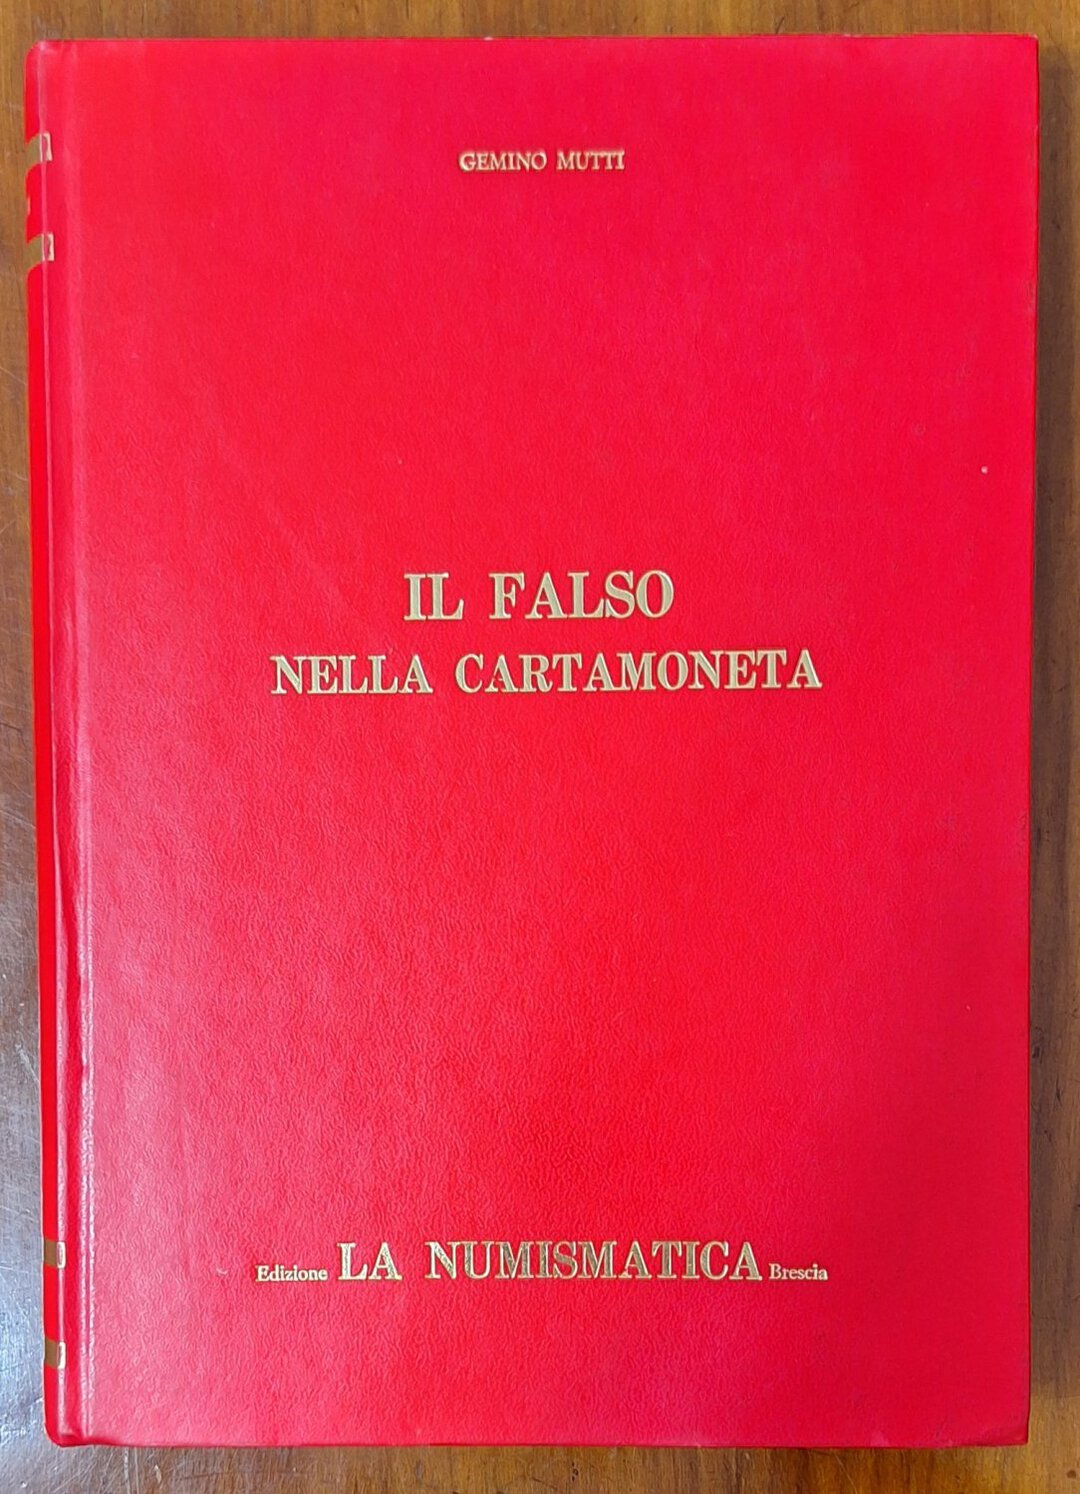 GEMINO MUTTI
IL FALSO
NELLA CARTAMONETA
Edizione LA NUMISMATICA Brescia